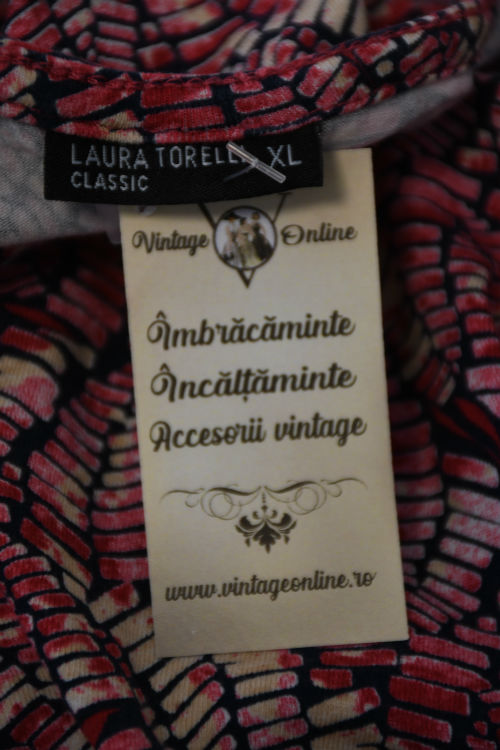 LAURA TORELLI XL
CLASSIC
Vintage Online
Îmbrăcăminte
Încălțăminte
Accesorii vintage
www.vintageonline.ro